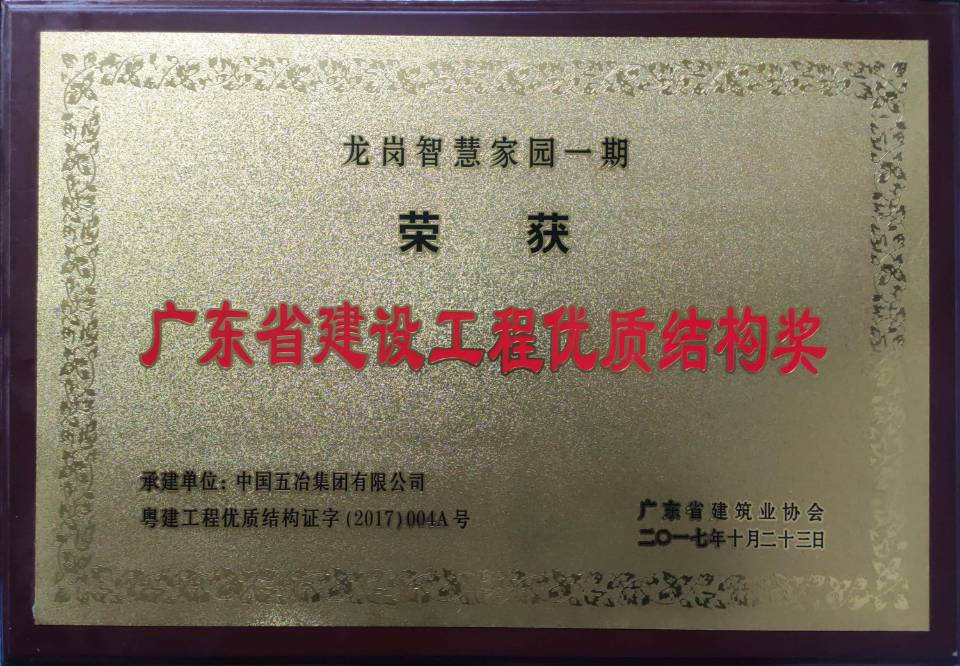 龙岗智慧家园一期
荣 获
广东省建设工程优质结构奖
承建单位：中国五冶集团有限公司
粤建工程优质结构证字(2017)004A号
广东省建筑业协会
二〇一七年十月二十三日